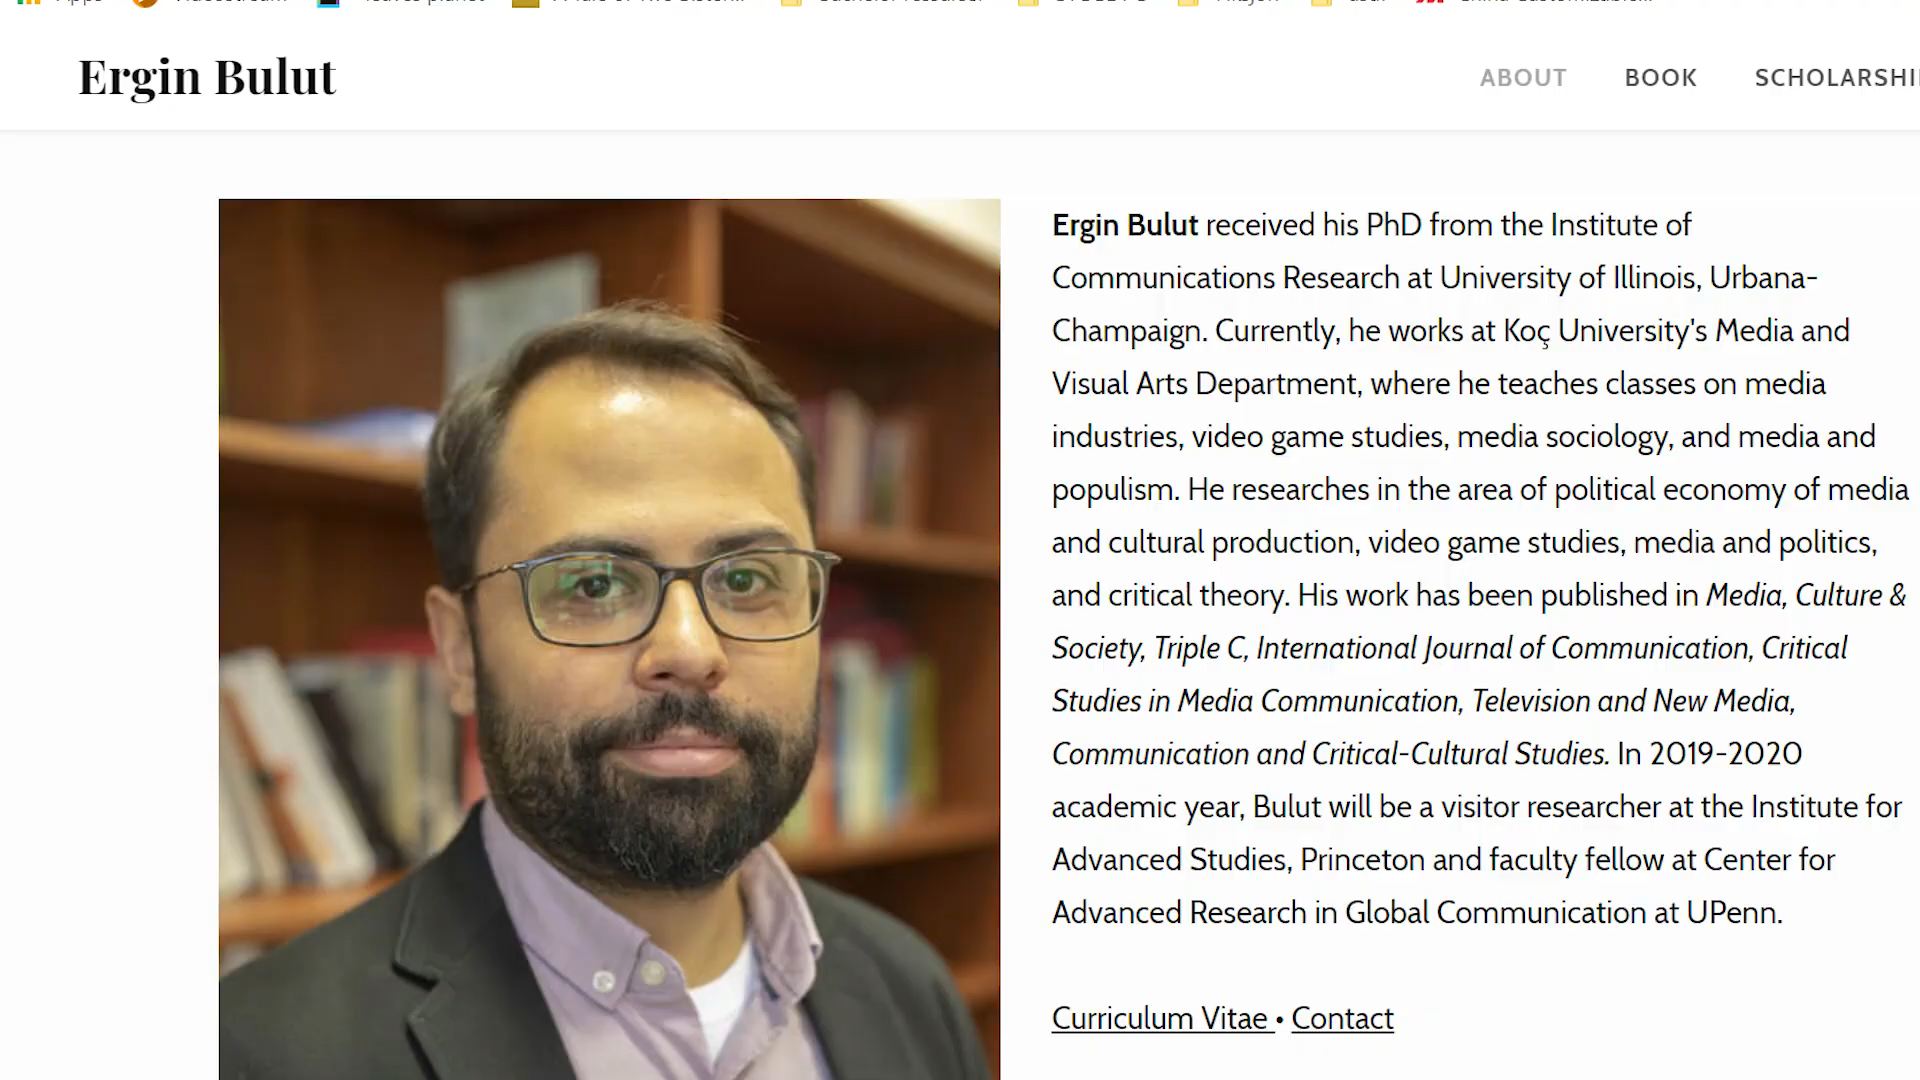 Ergin Bulut
ABOUT BOOK
Ergin Bulut received his PhD from the Institute of
Communications Research at University of Illinois, Urbana-
Champaign. Currently, he works at Koç University's Media and
Visual Arts Department, where he teaches classes on media
industries, video game studies, media sociology, and media and
populism. He researches in the area of political economy of media
and cultural production, video game studies, media and politics,
and critical theory. His work has been published in Media, Culture &
Society, Triple C, International Journal of Communication, Critical
Studies in Media Communication, Television and New Media,
Communication and Critical-Cultural Studies. In 2019-2020
academic year, Bulut will be a visitor researcher at the Institute for
Advanced Studies, Princeton and faculty fellow at Center for
Advanced Research in Global Communication at UPenn.
Curriculum Vitae • Contact